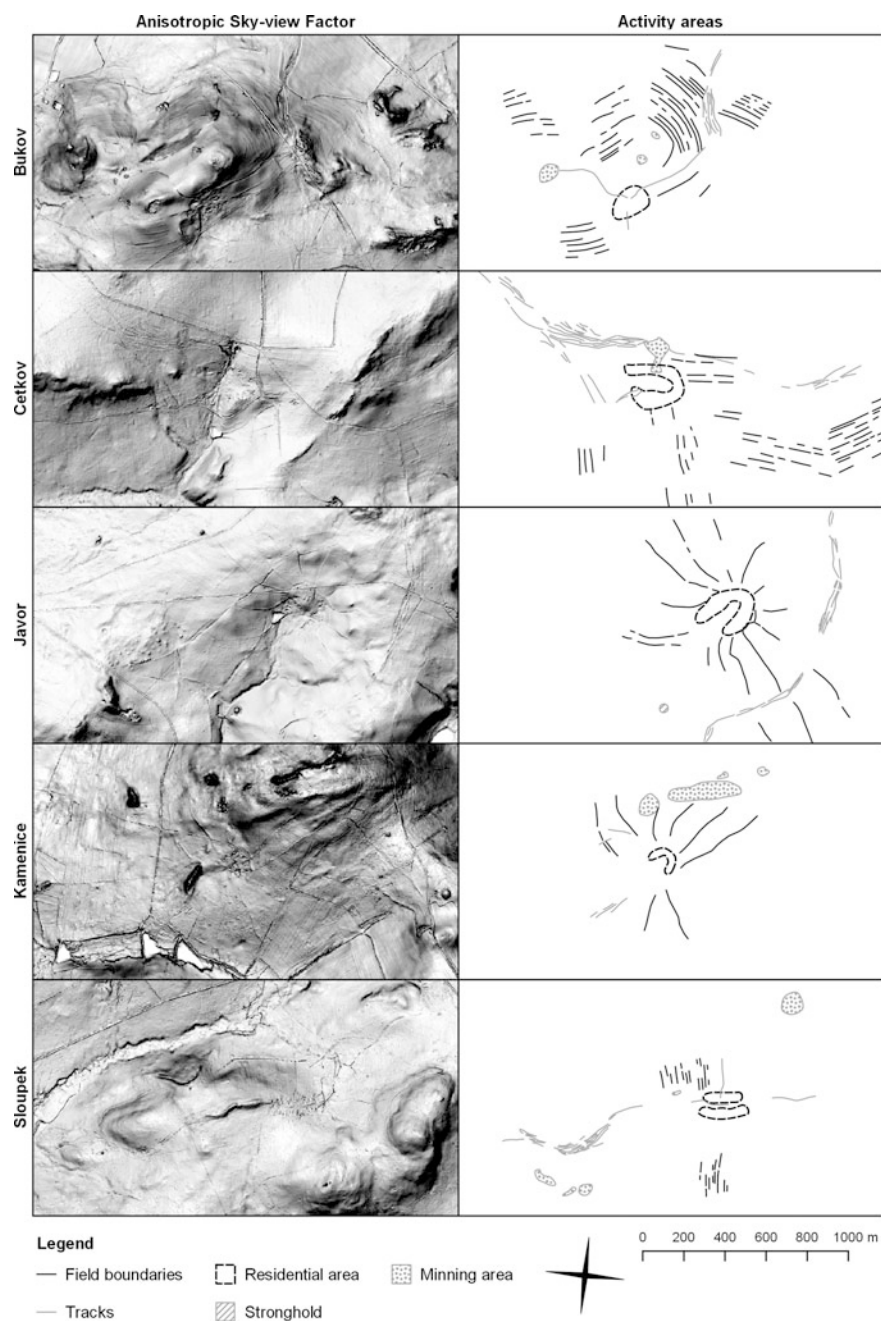 Anisotropic Sky-view Factor
Activity areas
Bukov
Cetkov
Javor
Kamenice
Sloupek
Legend
Field boundaries
Residential area
Minning area
Tracks
Stronghold
0 200 400 600 800 1000 m